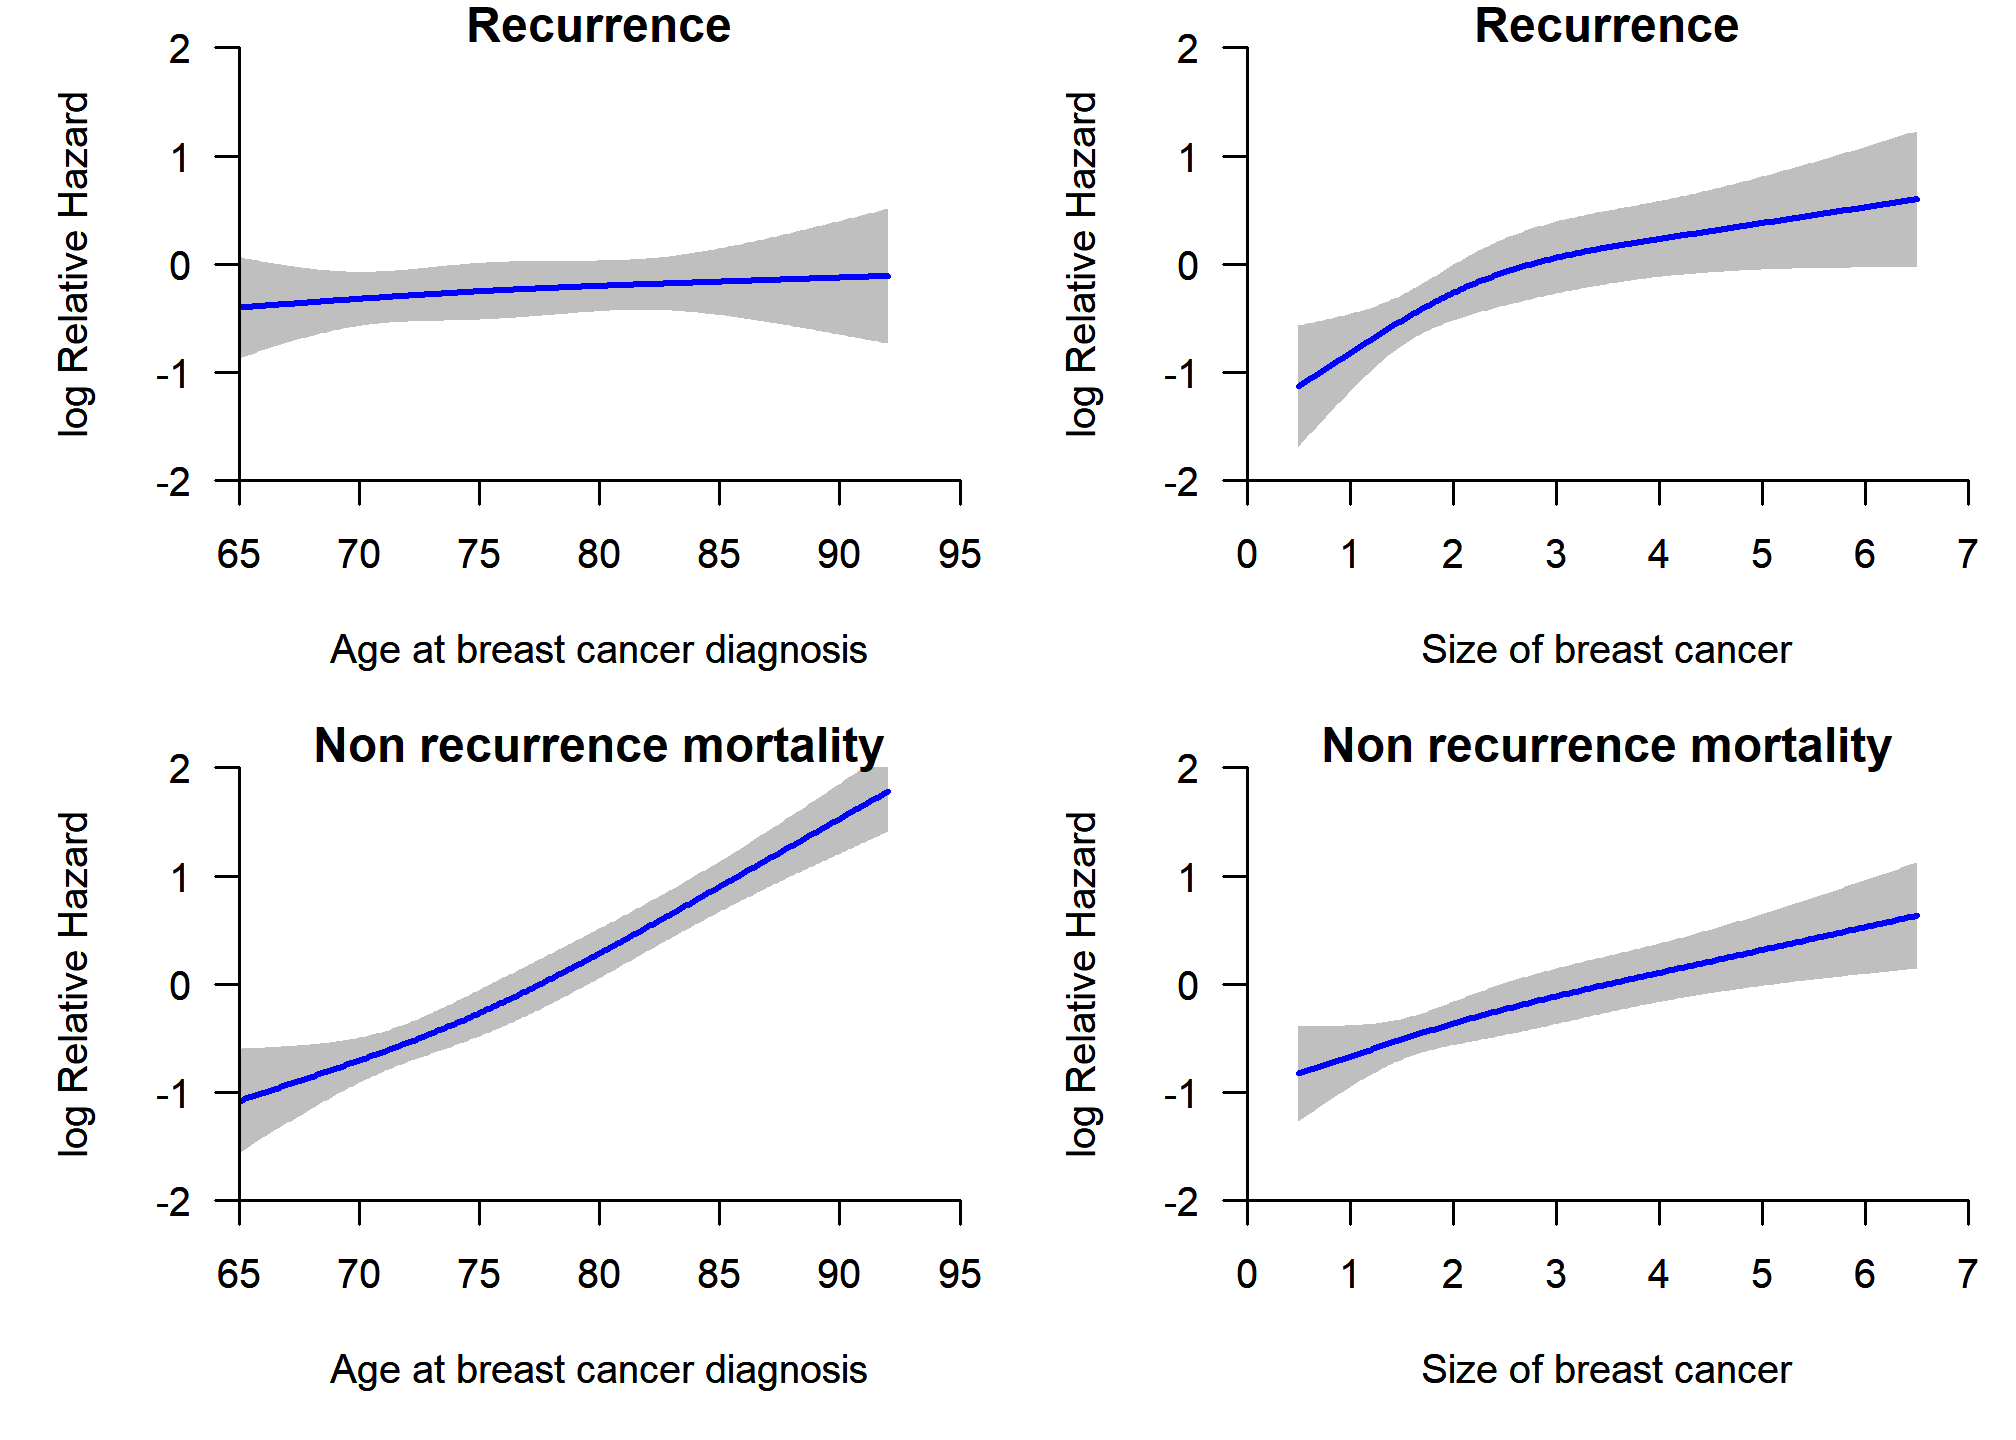 Recurrence
log Relative Hazard
2
1
0
-1
-2
65 70 75 80 85 90 95
Age at breast cancer diagnosis
Recurrence
log Relative Hazard
2
1
0
-1
-2
0 1 2 3 4 5 6 7
Size of breast cancer
Non recurrence mortality
log Relative Hazard
2
1
0
-1
-2
65 70 75 80 85 90 95
Age at breast cancer diagnosis
Non recurrence mortality
log Relative Hazard
2
1
0
-1
-2
0 1 2 3 4 5 6 7
Size of breast cancer